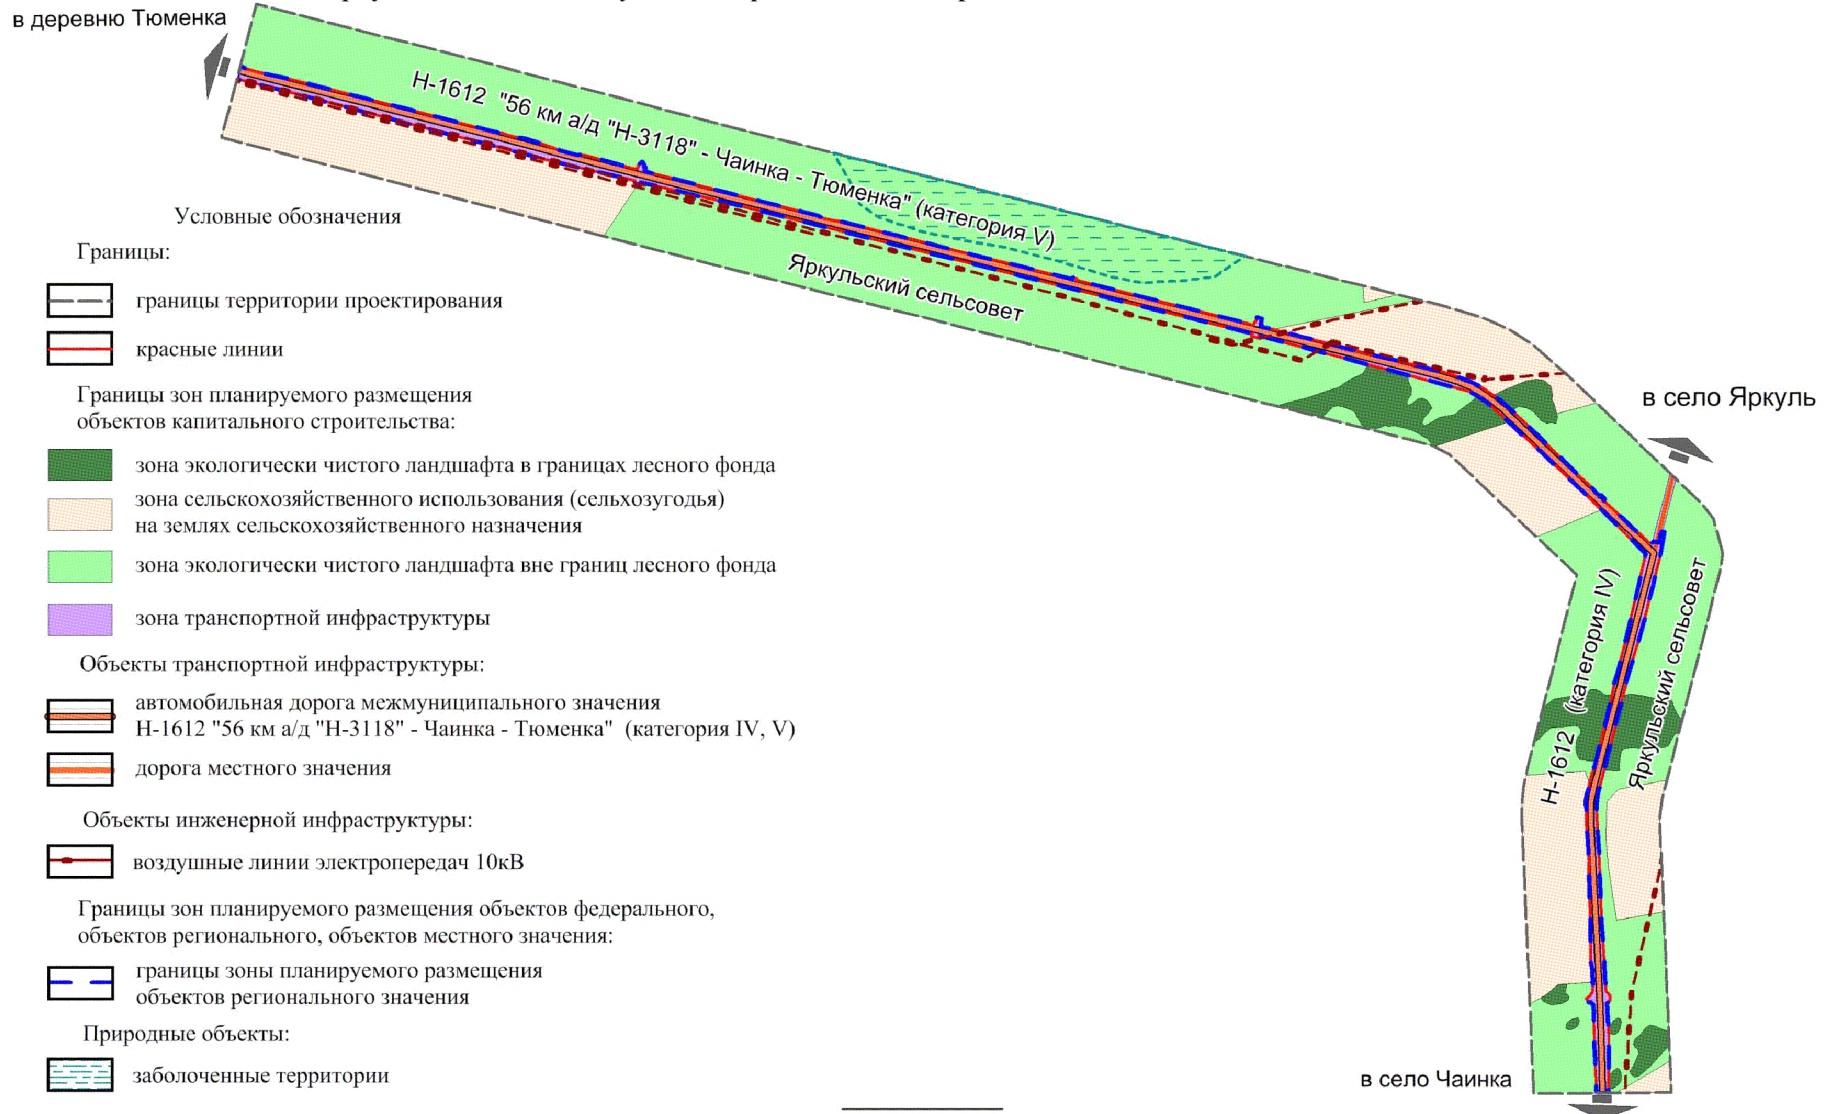 в деревню Тюменка
Н-1612 "56 км а/д "Н-3118" - Чаинка - Тюменка" (категория V)
Яркульский сельсовет
в село Яркуль
Условные обозначения
Границы:
границы территории проектирования
красные линии
Границы зон планируемого размещения
объектов капитального строительства:
зона экологически чистого ландшафта в границах лесного фонда
зона сельскохозяйственного использования (сельхозугодья)
на землях сельскохозяйственного назначения
зона экологически чистого ландшафта вне границ лесного фонда
зона транспортной инфраструктуры
Объекты транспортной инфраструктуры:
автомобильная дорога межмуниципального значения
Н-1612 "56 км а/д "Н-3118" - Чаинка - Тюменка" (категория IV, V)
дорога местного значения
Объекты инженерной инфраструктуры:
воздушные линии электропередач 10кВ
Границы зон планируемого размещения объектов федерального,
объектов регионального, объектов местного значения:
границы зоны планируемого размещения
объектов регионального значения
Природные объекты:
заболоченные территории
Н-1612 (категория IV)
Яркульский сельсовет
в село Чаинка